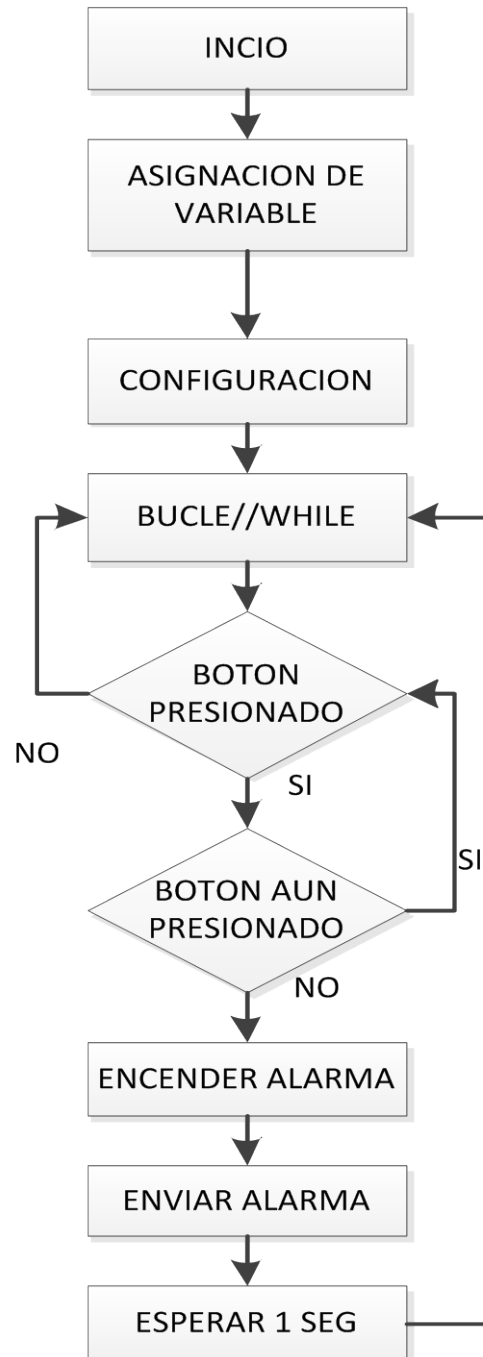 INCIO
ASIGNACION DE
VARIABLE
CONFIGURACION
BUCLE//WHILE
BOTON
PRESIONADO
NO
SI
BOTON AUN
PRESIONADO
SI
NO
ENCENDER ALARMA
ENVIAR ALARMA
ESPERAR 1 SEG